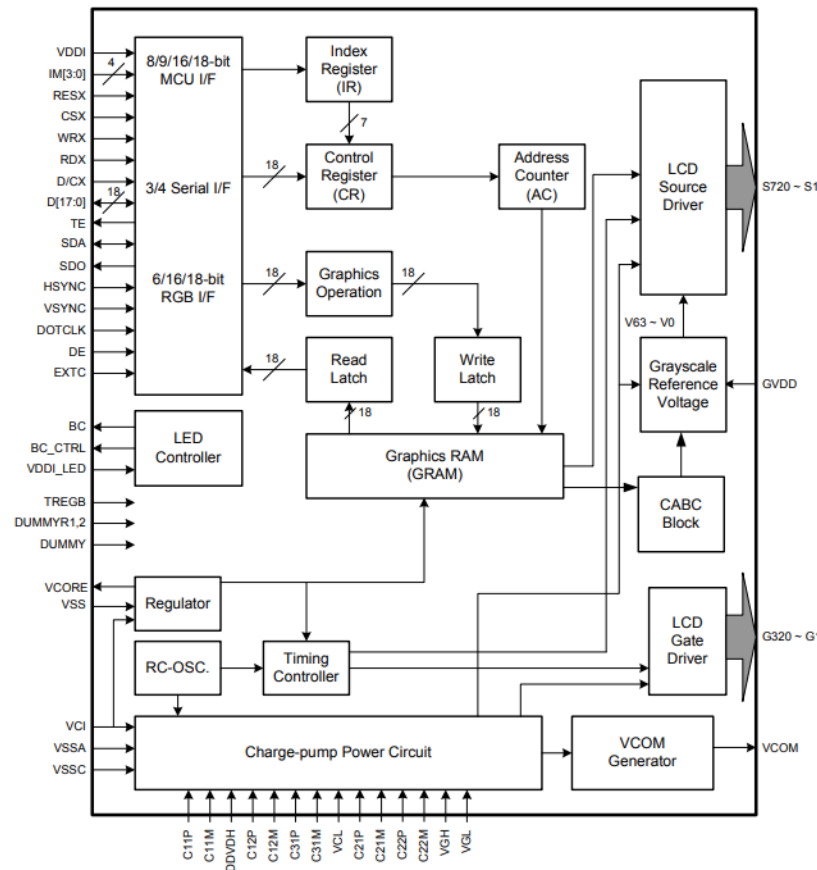 VDDI
IM[3:0]
4
RESX
CSX
WRX
RDX
D/CX
D[17:0]
18
TE
SDA
SDO
HSYNC
VSYNC
DOTCLK
DE
EXTC
BC
BC_CTRL
VDDI_LED
TREGB
DUMMYR1,2
DUMMY
VCORE
VSS
VCI
VSSA
VSSC
8/9/16/18-bit
MCU I/F
3/4 Serial I/F
6/16/18-bit
RGB I/F
Index
Register
(IR)
7
18
Control
Register
(CR)
Address
Counter
(AC)
18
Graphics
Operation
18
18
Read
Latch
Write
Latch
18
18
Graphics RAM
(GRAM)
LED
Controller
Regulator
RC-OSC.
Timing
Controller
Charge-pump Power Circuit
VCOM
Generator
LCD
Source
Driver
V63 ~ V0
Grayscale
Reference
Voltage
CABC
Block
LCD
Gate
Driver
S720 ~ S1
GVDD
G320 ~ G1
VCOM
C11P
C11M
DDVDH
C12P
C12M
C31P
C31M
VCL
C21P
C21M
C22P
C22M
VGH
VGL